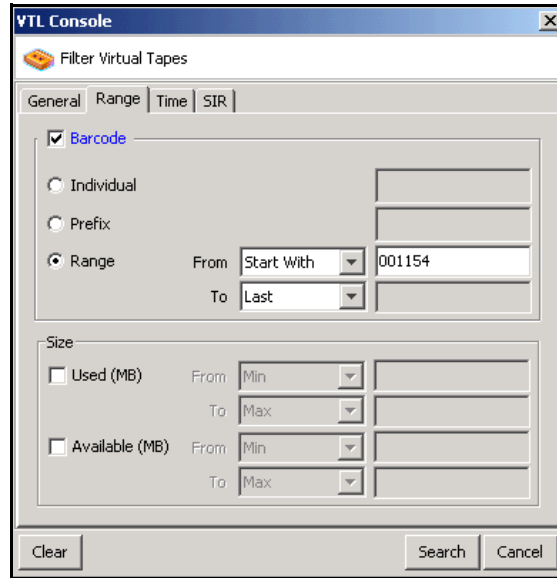 VTL Console
Filter Virtual Tapes
General Range Time SIR
Barcode
Individual
Prefix
Range From Start With 001154
To Last
Size
Used (MB) From Min
To Max
Available (MB) From Min
To Max
Clear Search Cancel